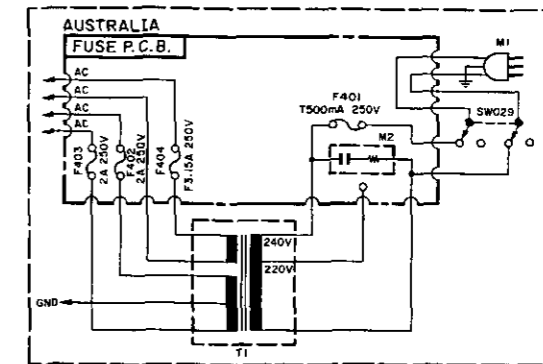 AUSTRALIA
FUSE P.C.B.
AC
AC
AC
AC
F403
2A 250V
F402
2A 250V
F404
F3.15A 250V
F401
T500mA 250V
M2
M1
SW029
240V
220V
GND
T1